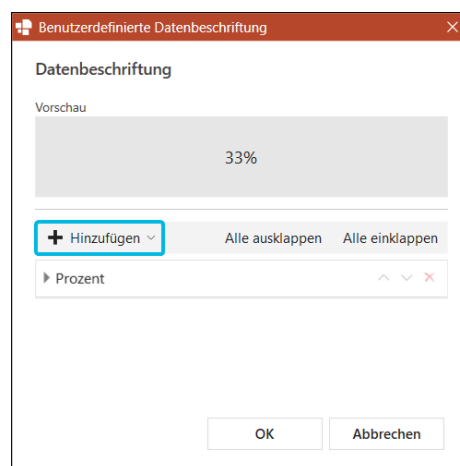 Benutzerdefinierte Datenbeschriftung
Datenbeschriftung
Vorschau
33%
Hinzufügen Alle ausklappen Alle einklappen
Prozent
OK Abbrechen